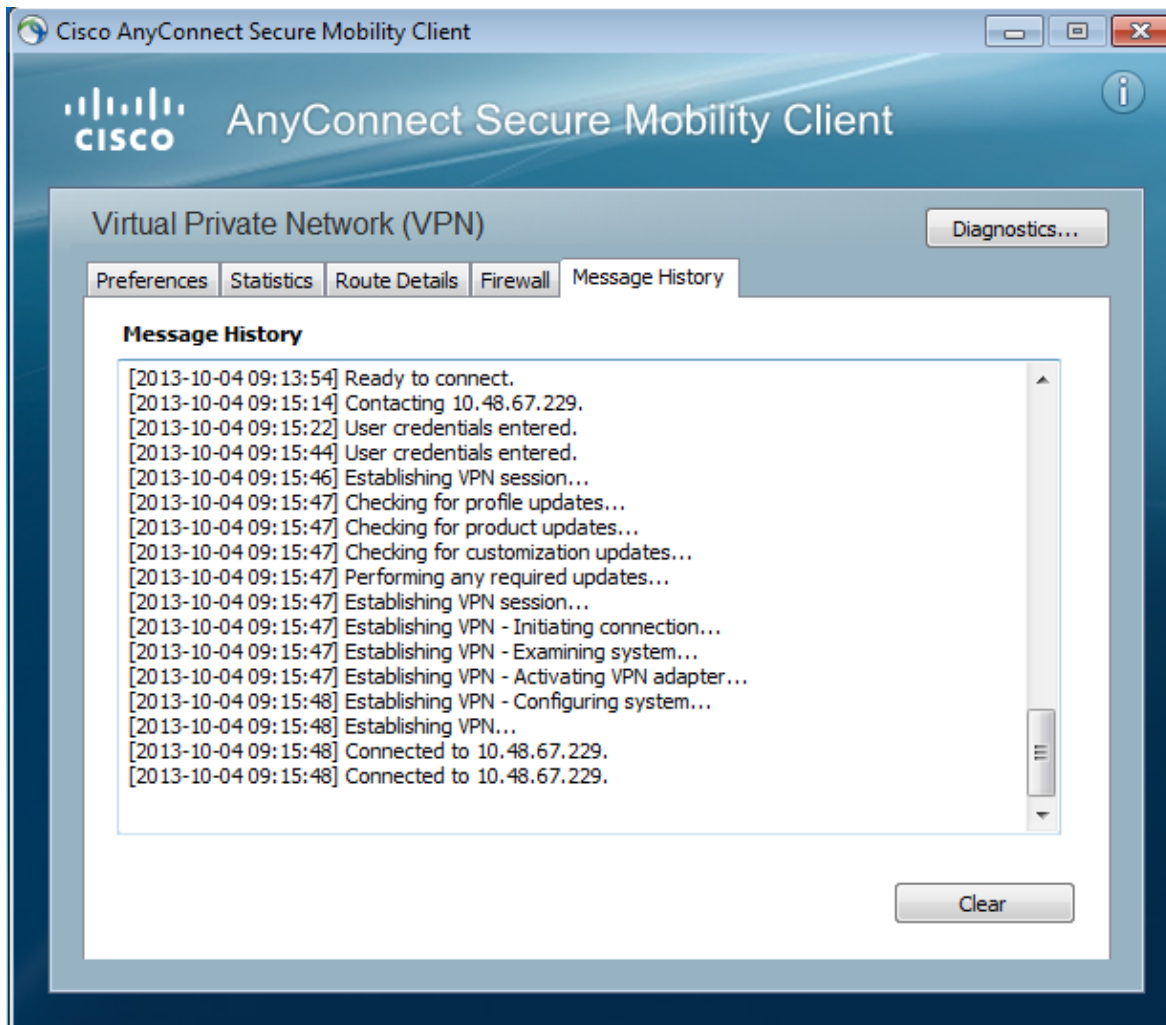 Cisco AnyConnect Secure Mobility Client
CISCO AnyConnect Secure Mobility Client
Virtual Private Network (VPN)
Diagnostics...
Preferences Statistics Route Details Firewall Message History
Message History
[2013-10-04 09:13:54] Ready to connect.
[2013-10-04 09:15:14] Contacting 10.48.67.229.
[2013-10-04 09:15:22] User credentials entered.
[2013-10-04 09:15:44] User credentials entered.
[2013-10-04 09:15:46] Establishing VPN session...
[2013-10-04 09:15:47] Checking for profile updates...
[2013-10-04 09:15:47] Checking for product updates...
[2013-10-04 09:15:47] Checking for customization updates...
[2013-10-04 09:15:47] Performing any required updates...
[2013-10-04 09:15:47] Establishing VPN session...
[2013-10-04 09:15:47] Establishing VPN - Initiating connection...
[2013-10-04 09:15:47] Establishing VPN - Examining system...
[2013-10-04 09:15:47] Establishing VPN - Activating VPN adapter...
[2013-10-04 09:15:48] Establishing VPN - Configuring system...
[2013-10-04 09:15:48] Establishing VPN...
[2013-10-04 09:15:48] Connected to 10.48.67.229.
[2013-10-04 09:15:48] Connected to 10.48.67.229.
Clear